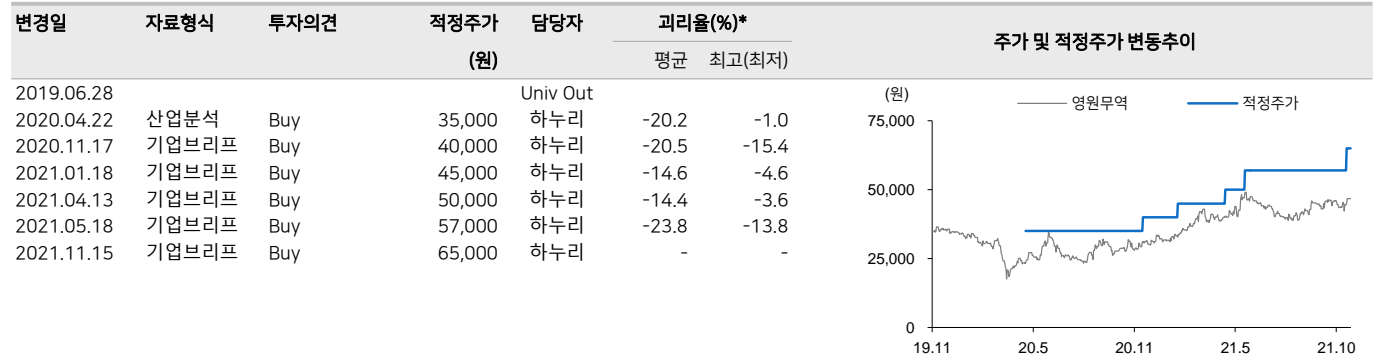 변경일 자료형식 투자의견 적정주가 담당자 괴리율(%)*
(원) 평균 최고(최저)
2019.06.28 Univ Out
2020.04.22 산업분석 Buy 35,000 하누리 -20.2 -1.0
2020.11.17 기업브리프 Buy 40,000 하누리 -20.5 -15.4
2021.01.18 기업브리프 Buy 45,000 하누리 -14.6 -4.6
2021.04.13 기업브리프 Buy 50,000 하누리 -14.4 -3.6
2021.05.18 기업브리프 Buy 57,000 하누리 -23.8 -13.8
2021.11.15 기업브리프 Buy 65,000 하누리 - -
주가 및 적정주가 변동추이
(원) 영원무역 적정주가
75,000
50,000
25,000
0
19.11 20.5 20.11 21.5 21.10